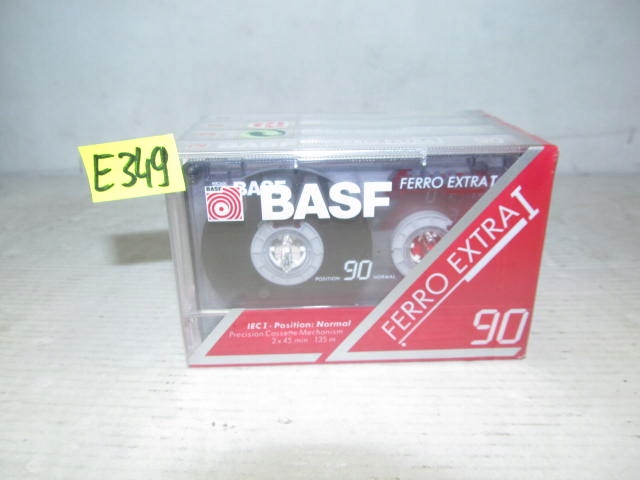 E349
BASF
BASF
BASF
FERRO EXTRA I
POSITION 90 NORMAL
FERRO EXTRA I
IEC I - Position: Normal
Precision Cassette Mechanism
2 x 45 min 135 m
90